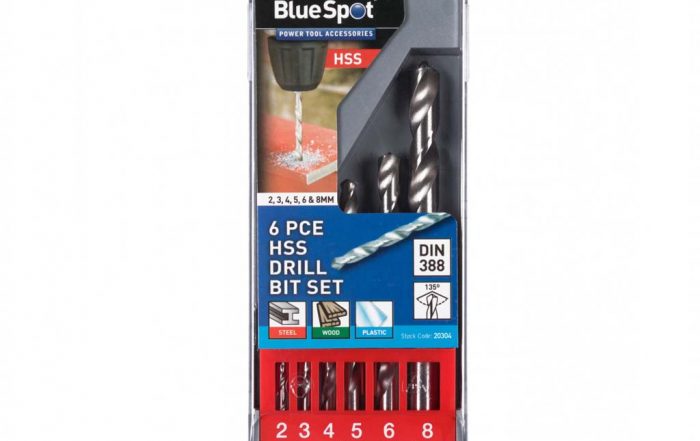 BlueSpot
POWER TOOL ACCESSORIES
HSS
2, 3, 4, 5, 6 & 8MM
6 PCE
HSS
DRILL
BIT SET
DIN
388
135º
STEEL
WOOD
PLASTIC
Stock Code: 20304
2 3 4 5 6 8